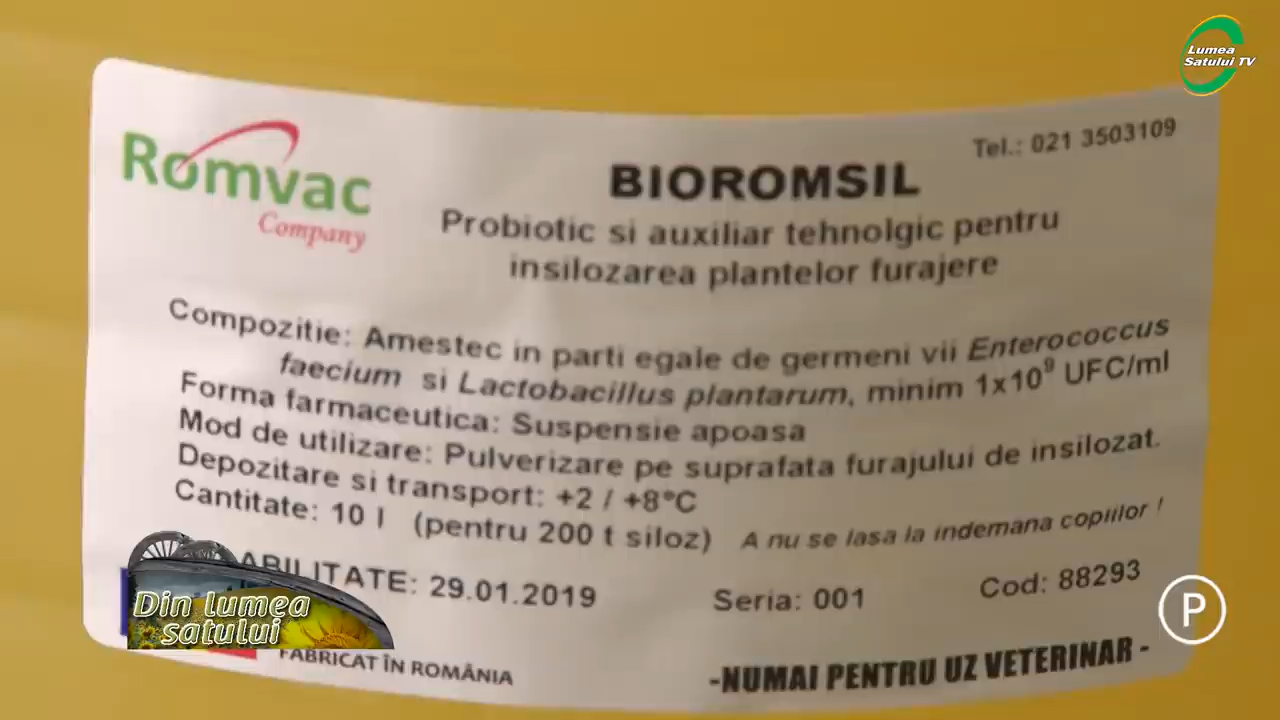 Lumea
Satului TV
Romvac
Company
Tel.: 021 3503109
BIOROMSIL
Probiotic si auxiliar tehnolgic pentru
insilozarea plantelor furajere
Compozitie: Amestec in parti egale de germeni vii Enterococcus
faecium si Lactobacillus plantarum, minim 1x10⁹ UFC/ml
Forma farmaceutica: Suspensie apoasa
Mod de utilizare: Pulverizare pe suprafata furajului de insilozat.
Depozitare si transport: +2 / +8°C
Cantitate: 10 l (pentru 200 t siloz) A nu se lasa la indemana copiilor !
ABILITATE: 29.01.2019 Seria: 001 Cod: 88293
Din lumea
satului
P
FABRICAT ÎN ROMÂNIA
-NUMAI PENTRU UZ VETERINAR -